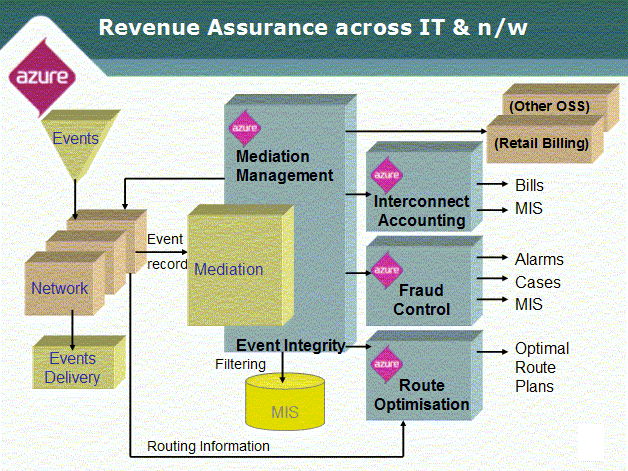 Revenue Assurance across IT & n/w
azure
Events
azure
Mediation
Management
(Other OSS)
(Retail Billing)
azure
Interconnect
Accounting
Bills
MIS
Event
record
Mediation
Network
azure
Fraud
Control
Alarms
Cases
MIS
Event Integrity
Filtering
Events
Delivery
MIS
azure
Route
Optimisation
Optimal
Route
Plans
Routing Information